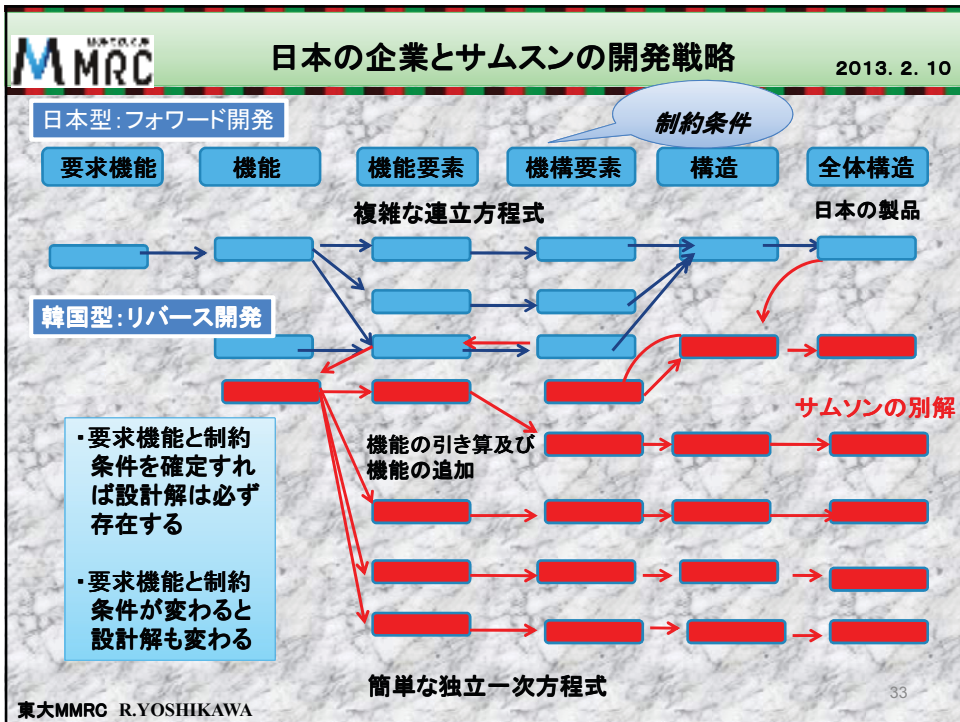 MMRC
日本の企業とサムスンの開発戦略
2013. 2. 10
日本型：フォワード開発
制約条件
要求機能
機能
機能要素
機構要素
構造
全体構造
複雑な連立方程式
日本の製品
韓国型：リバース開発
サムソンの別解
・要求機能と制約
条件を確定すれ
ば設計解は必ず
存在する
・要求機能と制約
条件が変わると
設計解も変わる
機能の引き算及び
機能の追加
簡単な独立一次方程式
33
東大MMRC R.YOSHIKAWA